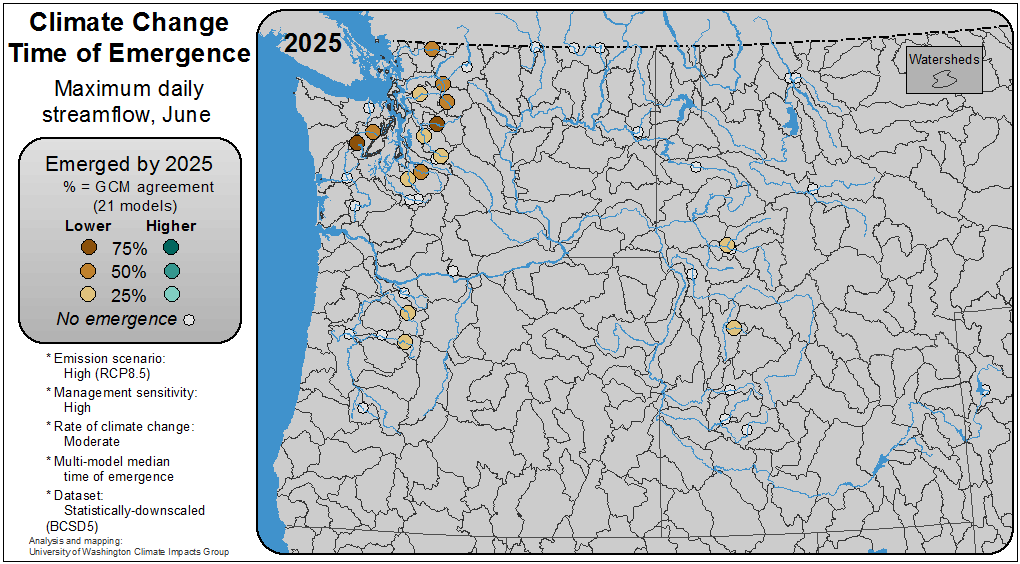 Climate Change
Time of Emergence
Maximum daily
streamflow, June
Emerged by 2025
% = GCM agreement
(21 models)
Lower Higher
75%
50%
25%
No emergence
* Emission scenario:
High (RCP8.5)
* Management sensitivity:
High
* Rate of climate change:
Moderate
* Multi-model median
time of emergence
* Dataset:
Statistically-downscaled
(BCSD5)
Analysis and mapping:
University of Washington Climate Impacts Group
2025
Watersheds